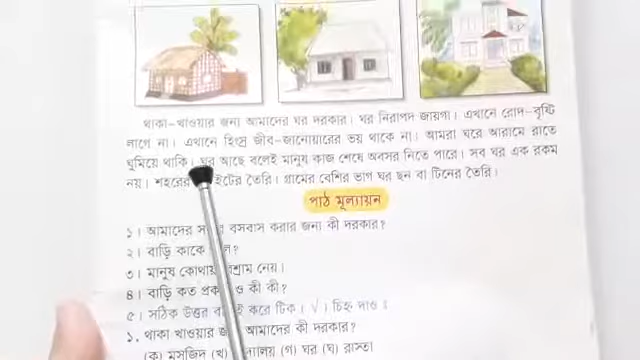 থাকা-খাওয়ার জন্য আমাদের ঘর দরকার। ঘর নিরাপদ জায়গা। এখানে রোদ-বৃষ্টি
লাগে না। এখানে হিংস্র জীব-জানোয়ারের ভয় থাকে না। আমরা ঘরে আরামে রাতে
ঘুমিয়ে থাকি। ঘর আছে বলেই মানুষ কাজ শেষে অবসর নিতে পারে। সব ঘর এক রকম
নয়। শহরের তৈরি। গ্রামের বেশির ভাগ ঘর ছন বা টিনের তৈরি।
পাঠ মূল্যায়ন
১। আমাদের বসবাস করার জন্য কী দরকার?
২। বাড়ি কাকে
৩। মানুষ কোথায় নেয়।
৪। বাড়ি কত ও কী কী?
৫। সঠিক উত্তর করে টিক (√) চিহ্ন দাও :
১. থাকা খাওয়ার আমাদের কী দরকার?
(ক) মসজিদ (খ) (গ) ঘর (ঘ) রাস্তা